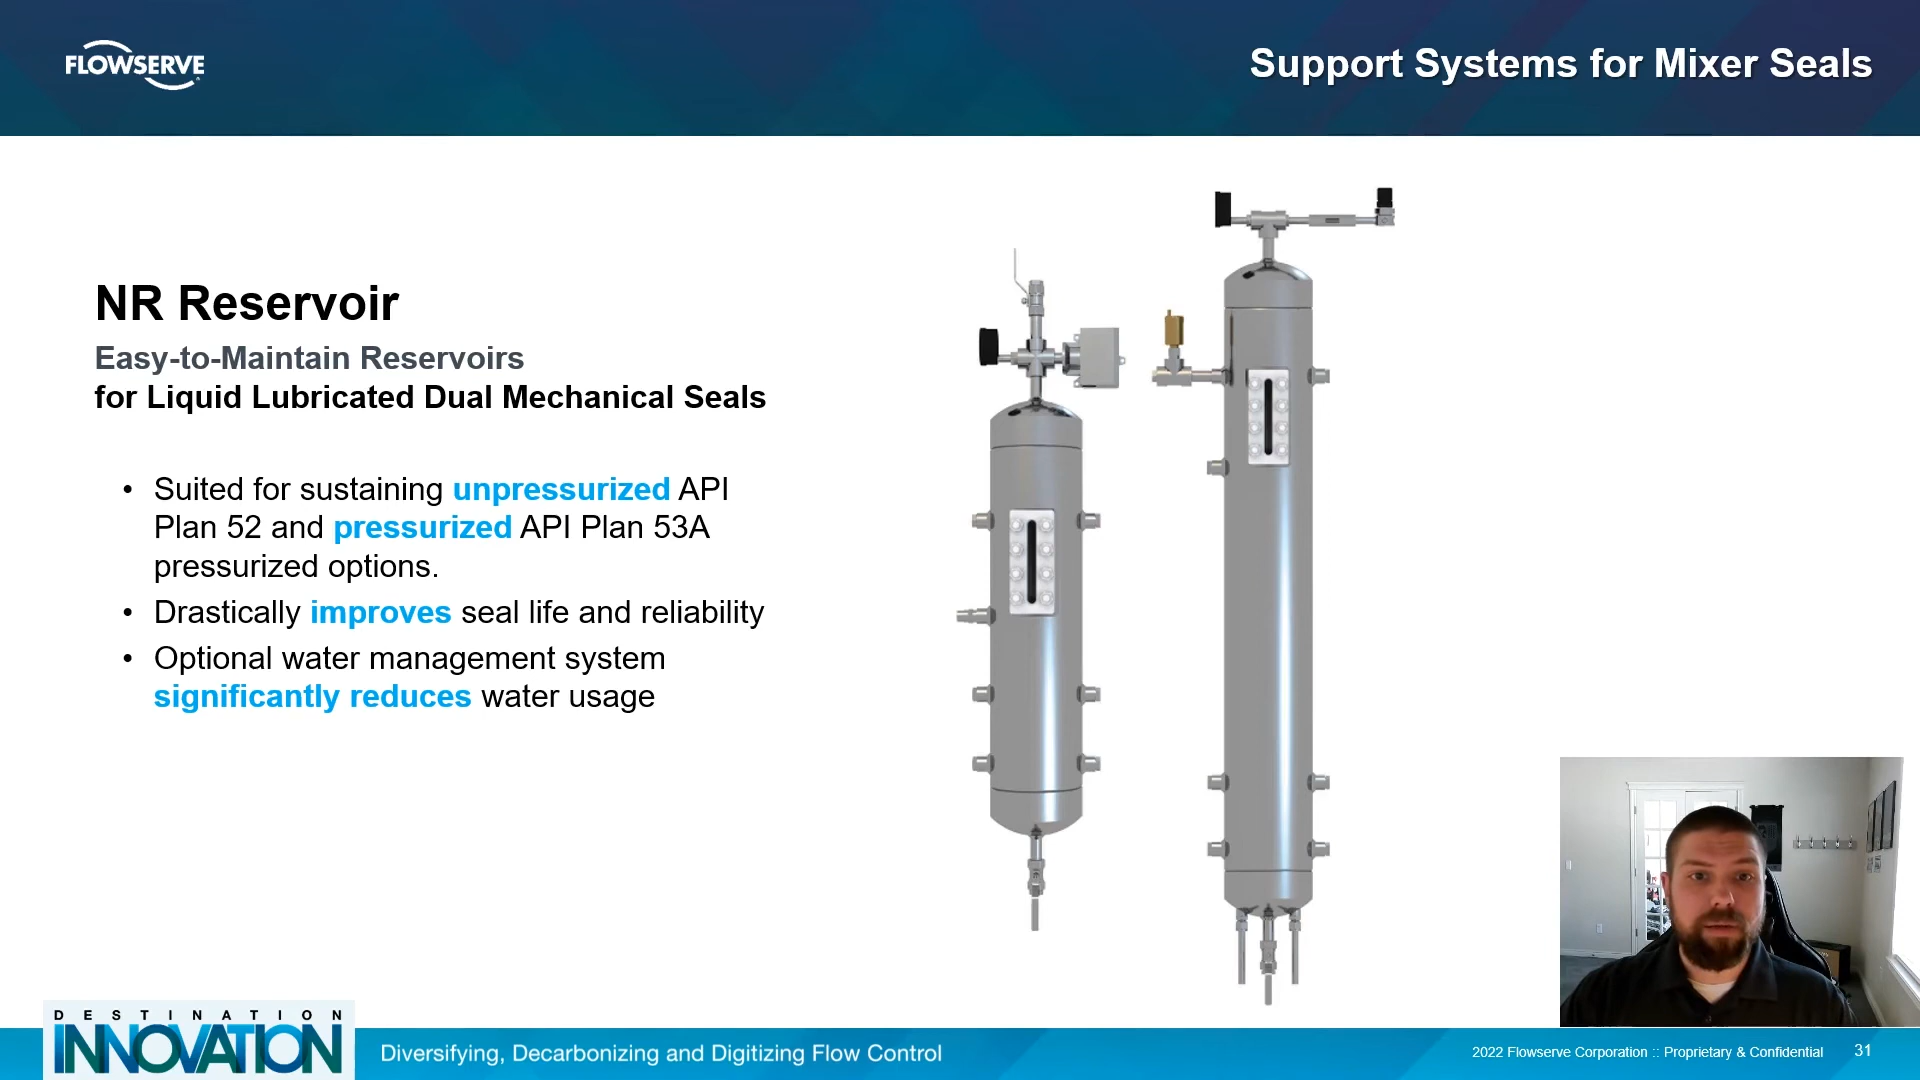 FLOWSERVE
Support Systems for Mixer Seals
NR Reservoir
Easy-to-Maintain Reservoirs
for Liquid Lubricated Dual Mechanical Seals
• Suited for sustaining unpressurized API
Plan 52 and pressurized API Plan 53A
pressurized options.
• Drastically improves seal life and reliability
• Optional water management system
significantly reduces water usage
DESTINATION
INNOVATION
Diversifying, Decarbonizing and Digitizing Flow Control
2022 Flowserve Corporation :: Proprietary & Confidential
31